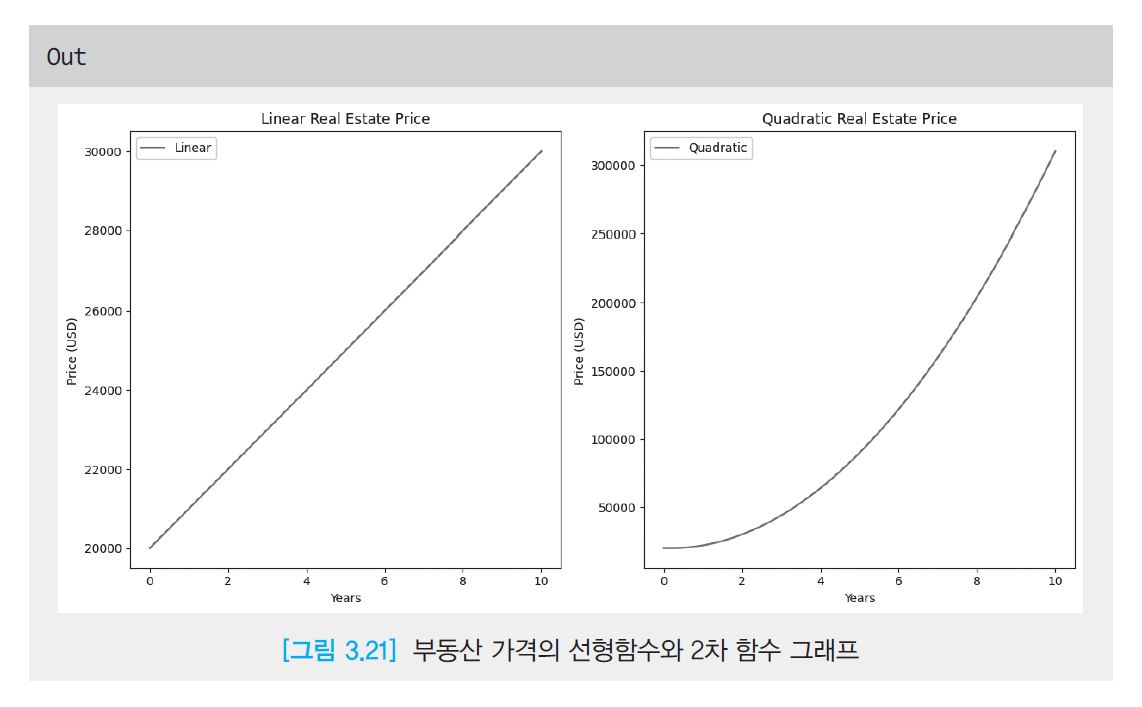 Out
Linear Real Estate Price
Linear
30000
28000
26000
24000
22000
20000
Price (USD)
0 2 4 6 8 10
Years
Quadratic Real Estate Price
Quadratic
300000
250000
200000
150000
100000
50000
Price (USD)
0 2 4 6 8 10
Years
[그림 3.21] 부동산 가격의 선형함수와 2차 함수 그래프